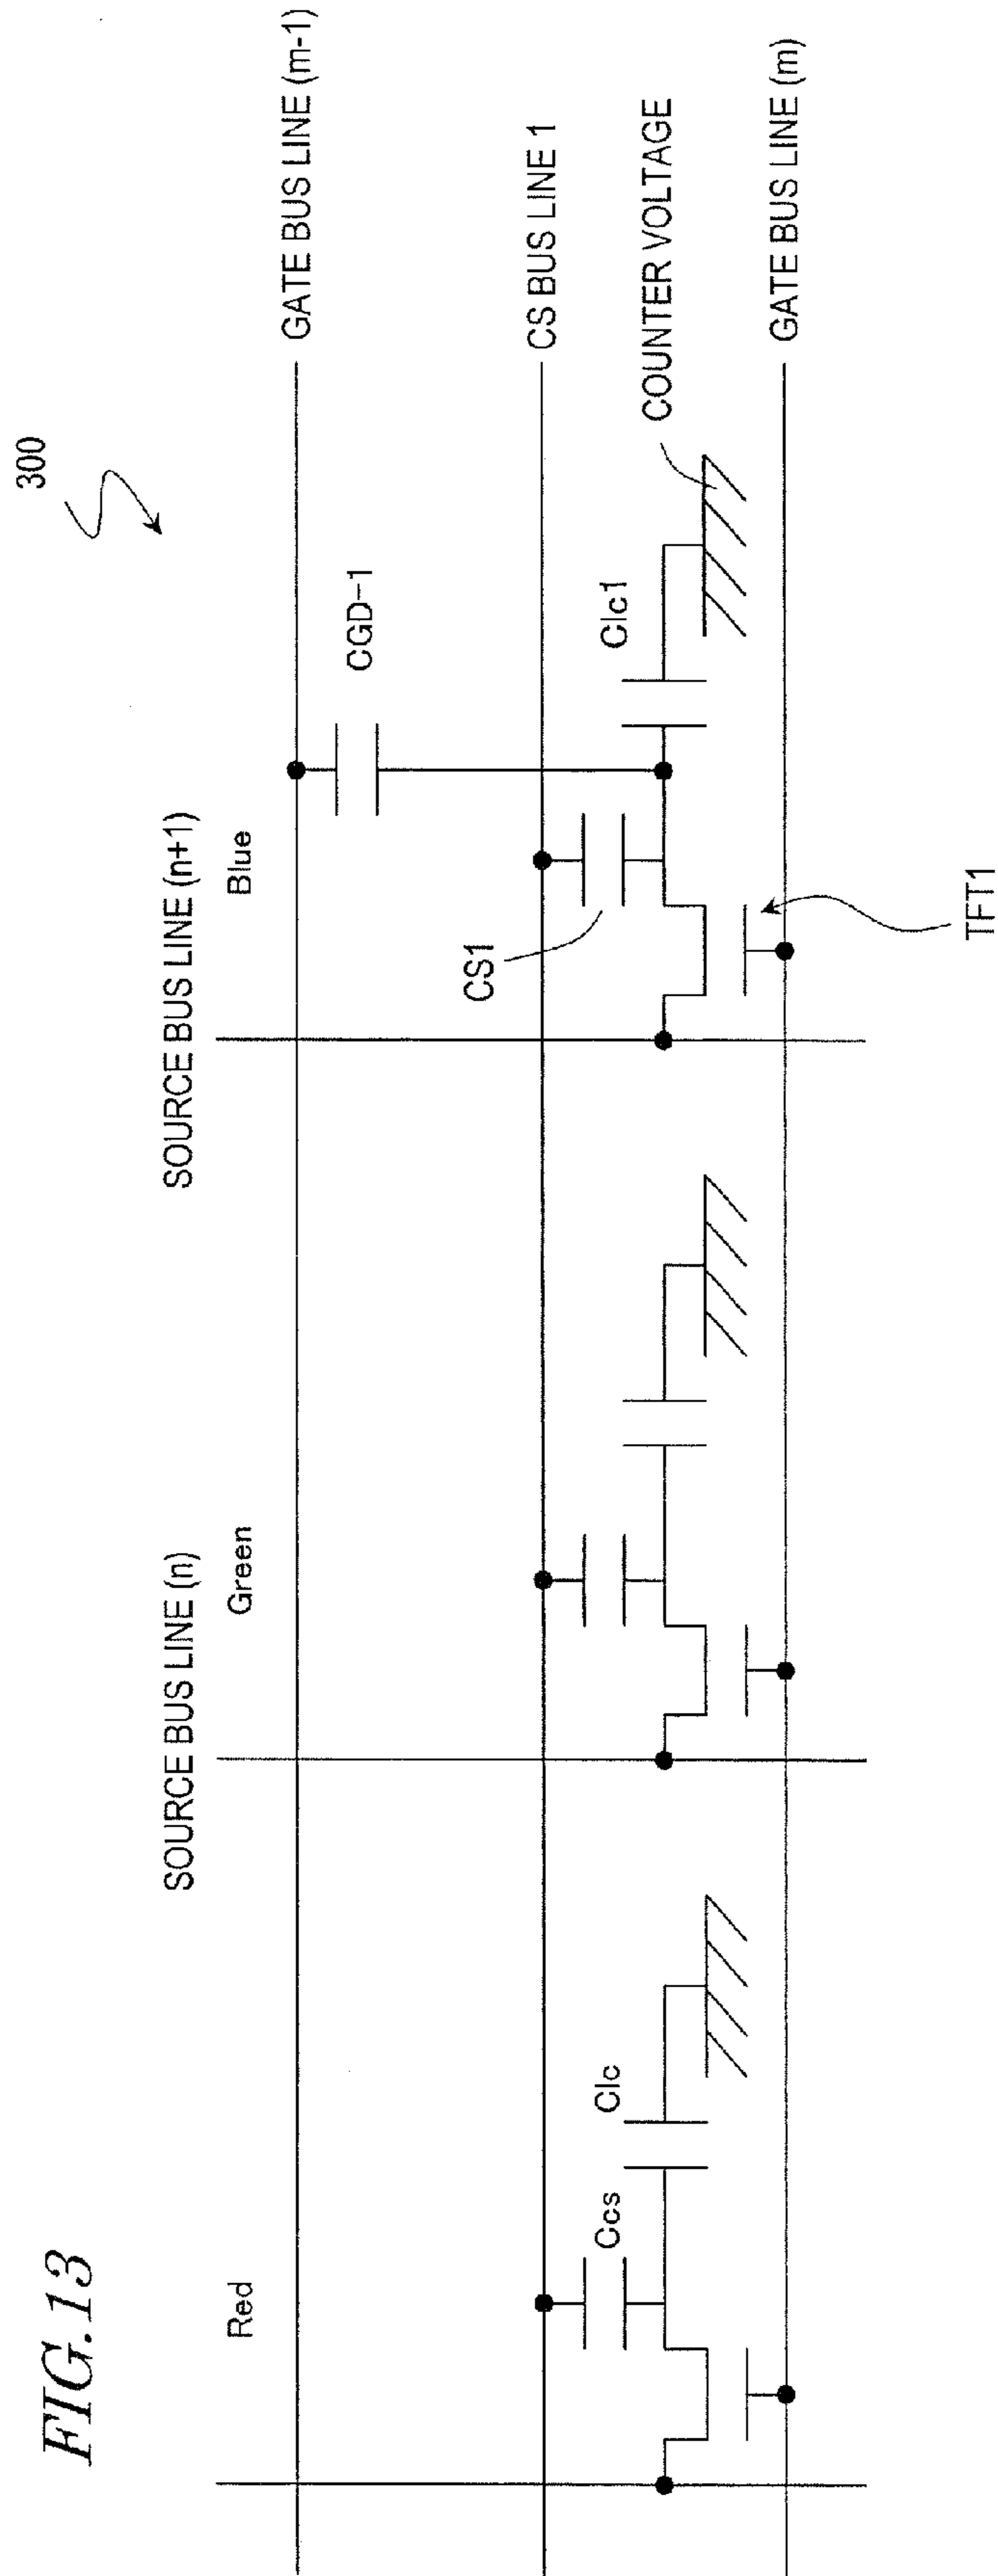 FIG.13
300
SOURCE BUS LINE (n)
SOURCE BUS LINE (n+1)
Red
Green
Blue
GATE BUS LINE (m-1)
CGD-1
CS BUS LINE 1
Ccs
Clc
CS1
Clc1
COUNTER VOLTAGE
GATE BUS LINE (m)
TFT1